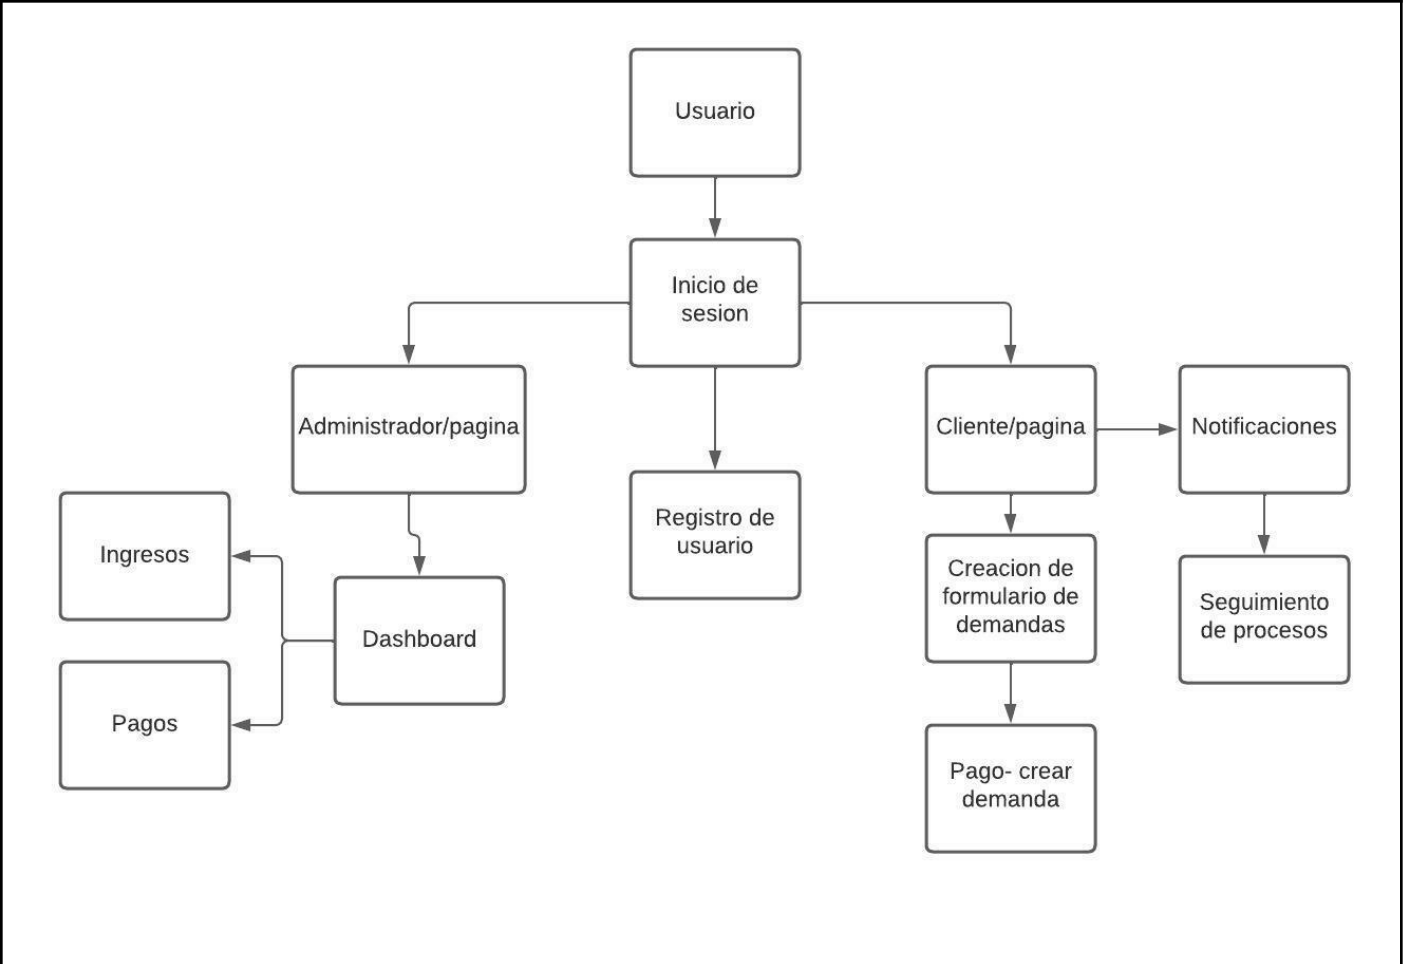 Usuario
Inicio de
sesion
Administrador/pagina
Cliente/pagina
Notificaciones
Registro de
usuario
Ingresos
Dashboard
Pagos
Creacion de
formulario de
demandas
Seguimiento
de procesos
Pago- crear
demanda